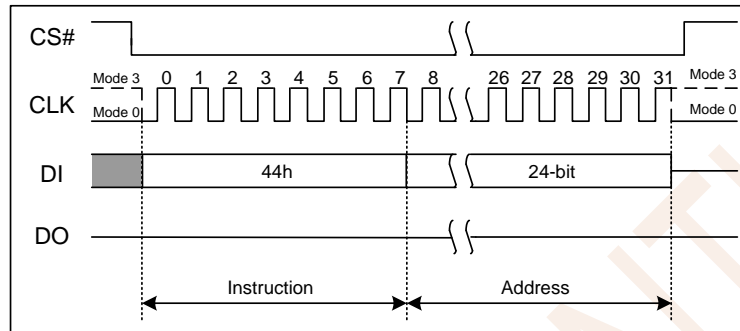 CS#
Mode 3 0 1 2 3 4 5 6 7 8 26 27 28 29 30 31 Mode 3
CLK
Mode 0 Mode 0
DI 44h 24-bit
DO
Instruction Address